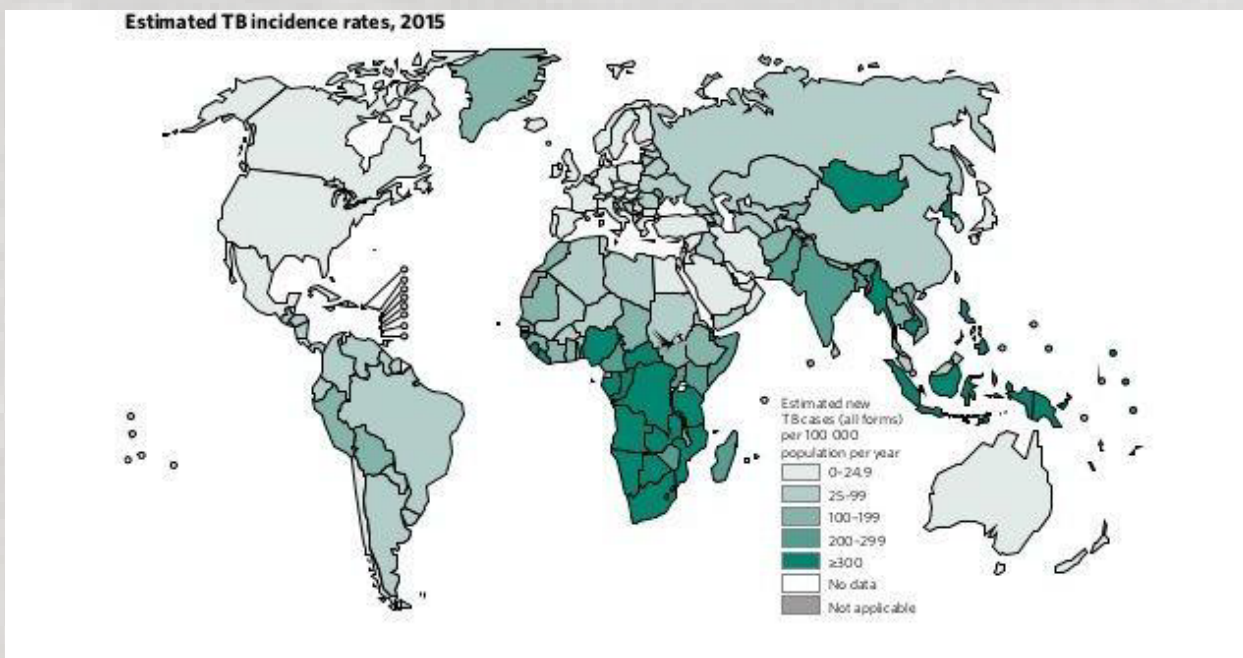 Estimated TB incidence rates, 2015
Estimated new
TB cases (all forms)
per 100 000
population per year
0–24.9
25–99
100–199
200–299
≥300
No data
Not applicable